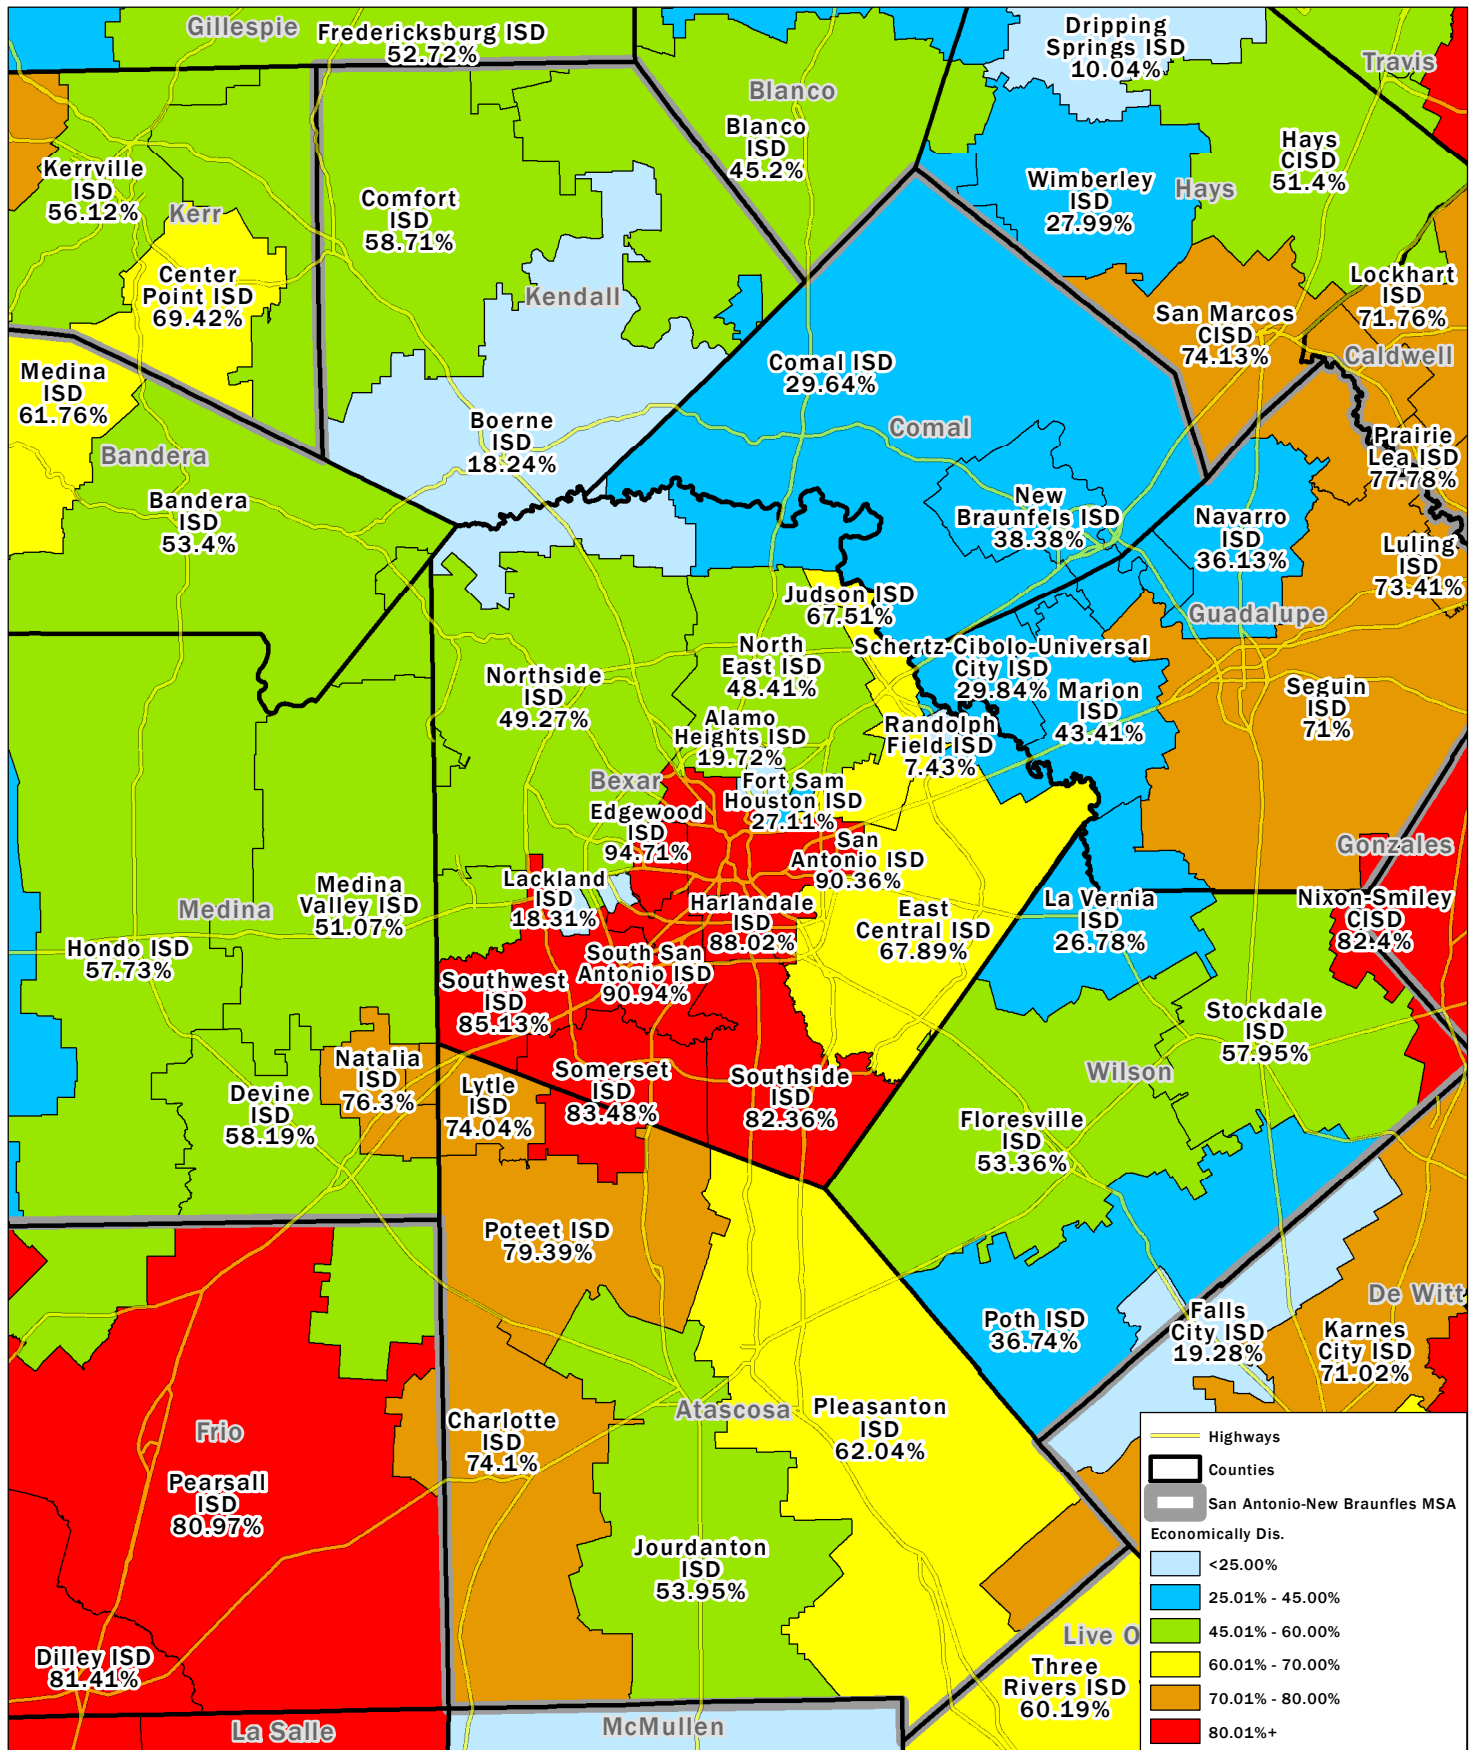 Gillespie
Fredericksburg ISD
52.72%
Dripping
Springs ISD
10.04%
Travis
Blanco
Blanco
ISD
45.2%
Hays
CISD
51.4%
Kerrville
ISD
56.12%
Kerr
Comfort
ISD
58.71%
Wimberley
ISD
27.99%
Hays
Center
Point ISD
69.42%
Kendall
Lockhart
ISD
71.76%
San Marcos
CISD
74.13%
Caldwell
Medina
ISD
61.76%
Comal ISD
29.64%
Boerne
ISD
18.24%
Comal
Prairie
Lea ISD
77.78%
Bandera
Bandera
ISD
53.4%
New
Braunfels ISD
38.38%
Navarro
ISD
36.13%
Luling
ISD
73.41%
Judson ISD
67.51%
Guadalupe
North
East ISD
48.41%
Schertz-Cibolo-Universal
City ISD
29.84%
Northside
ISD
49.27%
Marion
ISD
43.41%
Seguin
ISD
71%
Alamo
Heights ISD
19.72%
Randolph
Field ISD
7.43%
Bexar
Fort Sam
Houston ISD
27.11%
Edgewood
ISD
94.71%
San
Antonio ISD
90.36%
Gonzales
Lackland
ISD
18.31%
Medina
Valley ISD
51.07%
Medina
Harlandale
ISD
88.02%
East
Central ISD
67.89%
La Vernia
ISD
26.78%
Nixon-Smiley
CISD
82.4%
Hondo ISD
57.73%
South San
Antonio ISD
90.94%
Southwest
ISD
85.13%
Stockdale
ISD
57.95%
Natalia
ISD
76.3%
Lytle
ISD
74.04%
Somerset
ISD
83.48%
Southside
ISD
82.36%
Wilson
Devine
ISD
58.19%
Floresville
ISD
53.36%
Poteet ISD
79.39%
De Witt
Poth ISD
36.74%
Falls
City ISD
19.28%
Karnes
City ISD
71.02%
Frio
Charlotte
ISD
74.1%
Atascosa
Pleasanton
ISD
62.04%
Pearsall
ISD
80.97%
Jourdanton
ISD
53.95%
Dilley ISD
81.41%
Live O
Three
Rivers ISD
60.19%
La Salle
McMullen
Highways
Counties
San Antonio-New Braunfles MSA
Economically Dis.
<25.00%
25.01% - 45.00%
45.01% - 60.00%
60.01% - 70.00%
70.01% - 80.00%
80.01%+